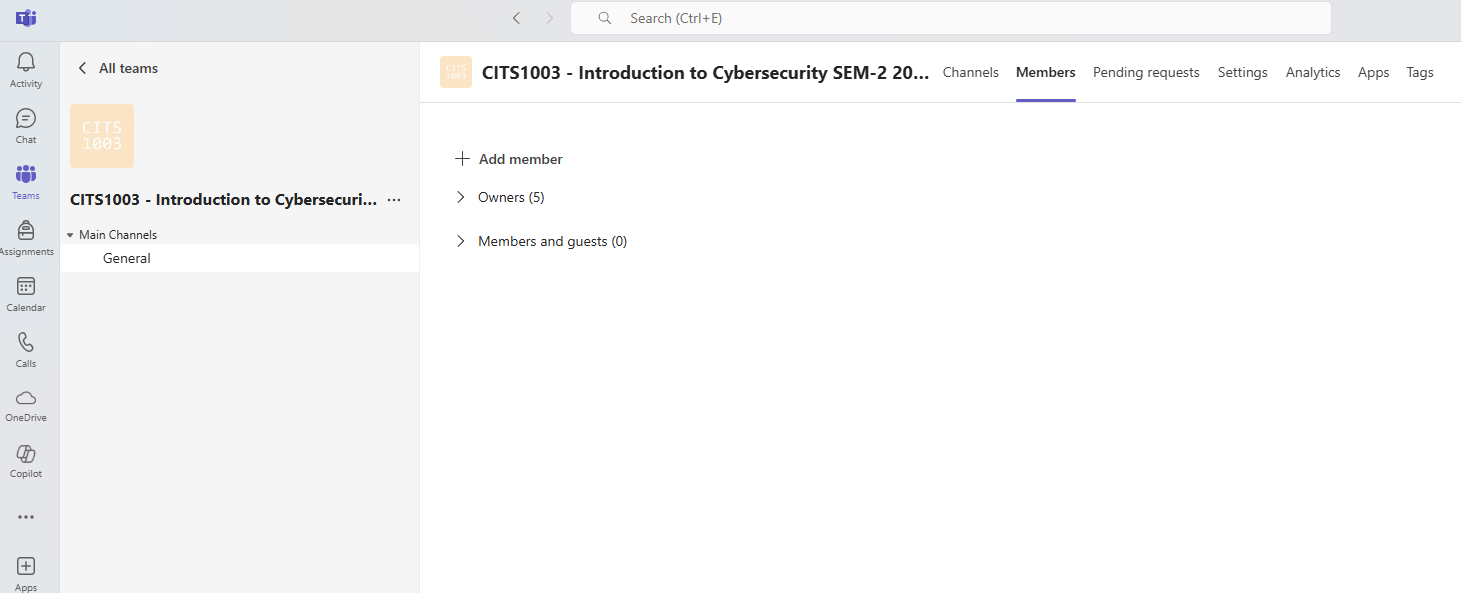 Search (Ctrl+E)
Activity
Chat
Teams
Assignments
Calendar
Calls
OneDrive
Copilot
Apps
All teams
CITS
1003
CITS1003 - Introduction to Cybersecuri...
Main Channels
General
CITS
1003
CITS1003 - Introduction to Cybersecurity SEM-2 20...
Channels
Members
Pending requests
Settings
Analytics
Apps
Tags
Add member
Owners (5)
Members and guests (0)